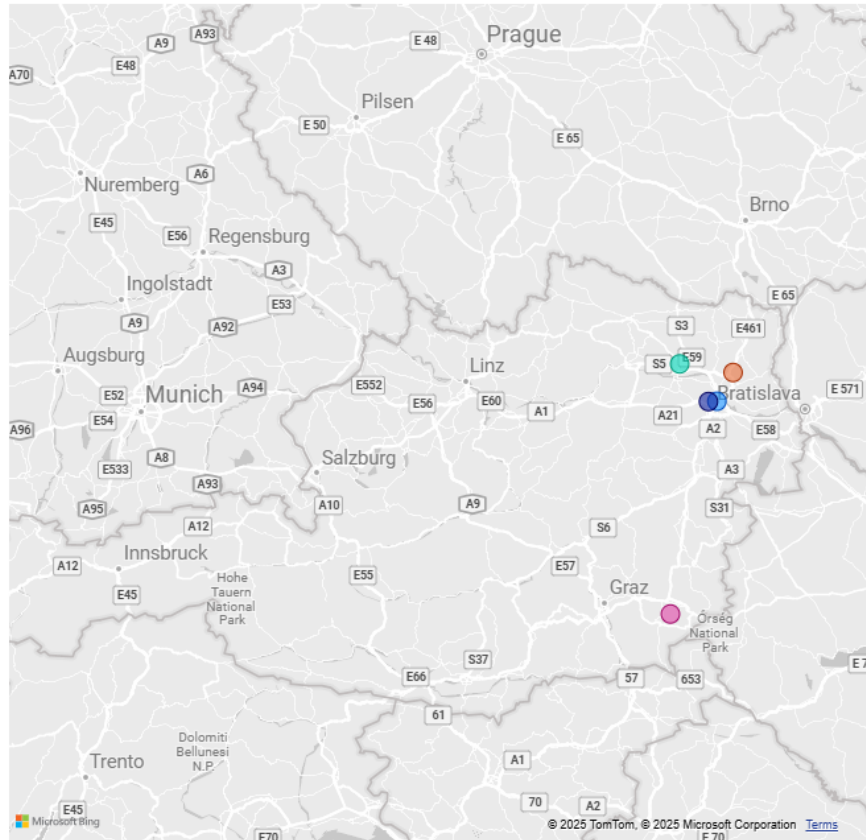 A9
A93
E 48
Prague
E48
A70
Pilsen
E 50
E 65
A6
Nuremberg
Brno
E45
E56
Regensburg
A3
Ingolstadt
E53
E 65
A9
A92
S3
E461
E59
S5
Augsburg
Linz
E552
Munich
A94
E52
E56
E60
Bratislava
E 571
A1
A21
E54
A2
E58
A96
A8
Salzburg
E533
A93
A3
A95
A10
A9
S31
A12
S6
Innsbruck
A12
E57
E55
Hohe
Tauern
National
Park
Graz
E45
Őrség
National
Park
S37
E66
57
653
E 7
61
Dolomiti
Bellunesi
N.P.
Trento
A1
70
A2
E45
E70
E 70
Microsoft Bing
© 2025 TomTom, © 2025 Microsoft Corporation Terms